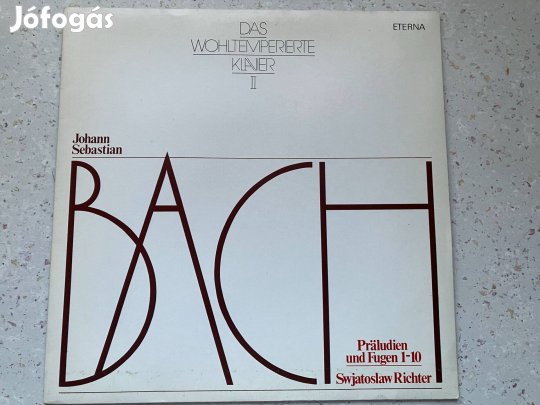 Jófogás
DAS
WOHLTEMPERIERTE
KLAVIER
II
ETERNA
Johann
Sebastian
BACH
Präludien
und Fugen 1-10
Swjatoslaw Richter